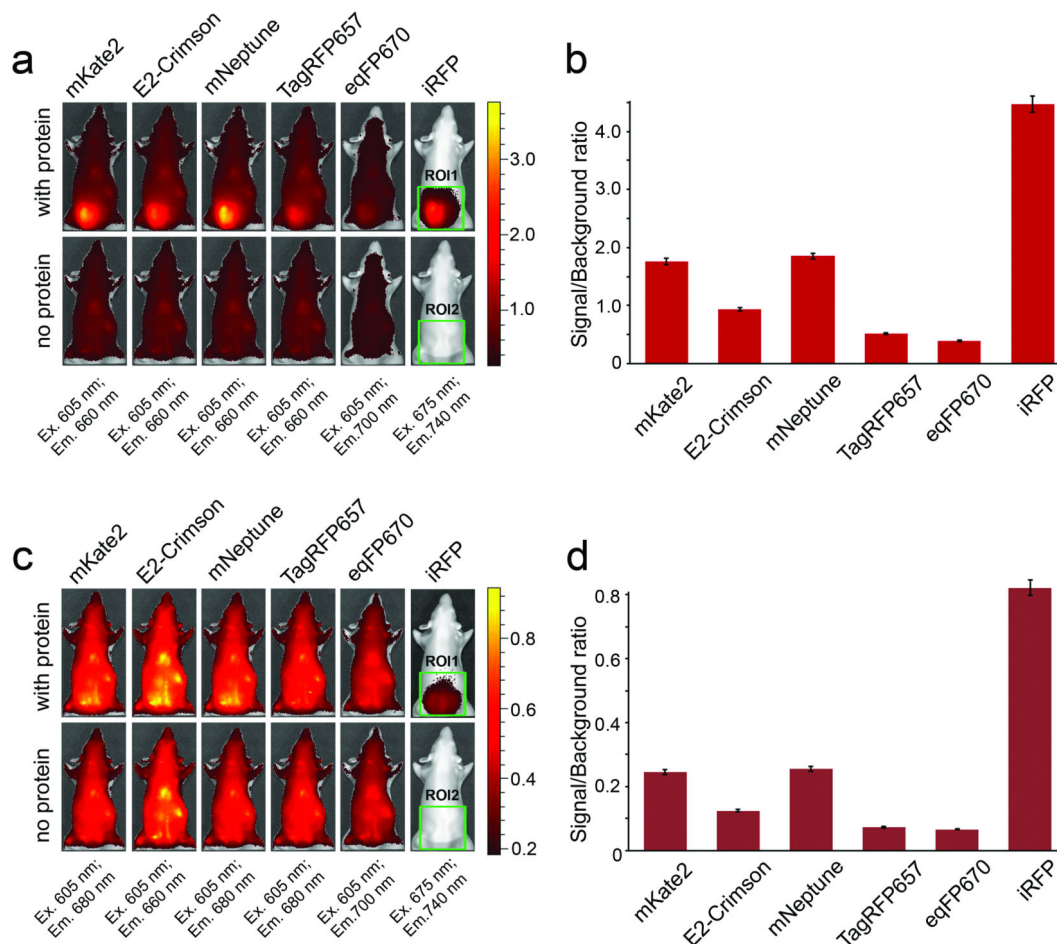 a
mKate2
E2-Crimson
mNeptune
TagRFP657
eqFP670
iRFP
with protein
no protein
ROI1
ROI2
3.0
2.0
1.0
Ex. 605 nm;
Em. 660 nm
Ex. 605 nm;
Em. 660 nm
Ex. 605 nm;
Em. 660 nm
Ex. 605 nm;
Em. 660 nm
Ex. 605 nm;
Em.700 nm
Ex. 675 nm;
Em.740 nm
b
Signal/Background ratio
4.0
3.0
2.0
1.0
0
mKate2
E2-Crimson
mNeptune
TagRFP657
eqFP670
iRFP
c
mKate2
E2-Crimson
mNeptune
TagRFP657
eqFP670
iRFP
with protein
no protein
ROI1
ROI2
0.8
0.6
0.4
0.2
Ex. 605 nm;
Em. 680 nm
Ex. 605 nm;
Em. 660 nm
Ex. 605 nm;
Em. 680 nm
Ex. 605 nm;
Em. 680 nm
Ex. 605 nm;
Em.700 nm
Ex. 675 nm;
Em.740 nm
d
Signal/Background ratio
0.8
0.6
0.4
0.2
0
mKate2
E2-Crimson
mNeptune
TagRFP657
eqFP670
iRFP